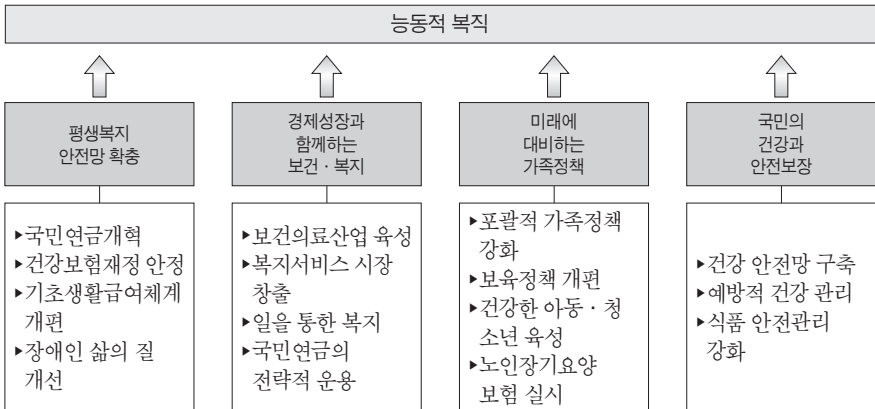 능동적 복직
평생복지
안전망 확충
경제성장과
함께하는
보건 · 복지
미래에
대비하는
가족정책
국민의
건강과
안전보장
▶국민연금개혁
▶건강보험재정 안정
▶기초생활급여체계
개편
▶장애인 삶의 질
개선
▶보건의료산업 육성
▶복지서비스 시장
창출
▶일을 통한 복지
▶국민연금의
전략적 운용
▶포괄적 가족정책
강화
▶보육정책 개편
▶건강한 아동 · 청
소년 육성
▶노인장기요양
보험 실시
▶건강 안전망 구축
▶예방적 건강 관리
▶식품 안전관리
강화